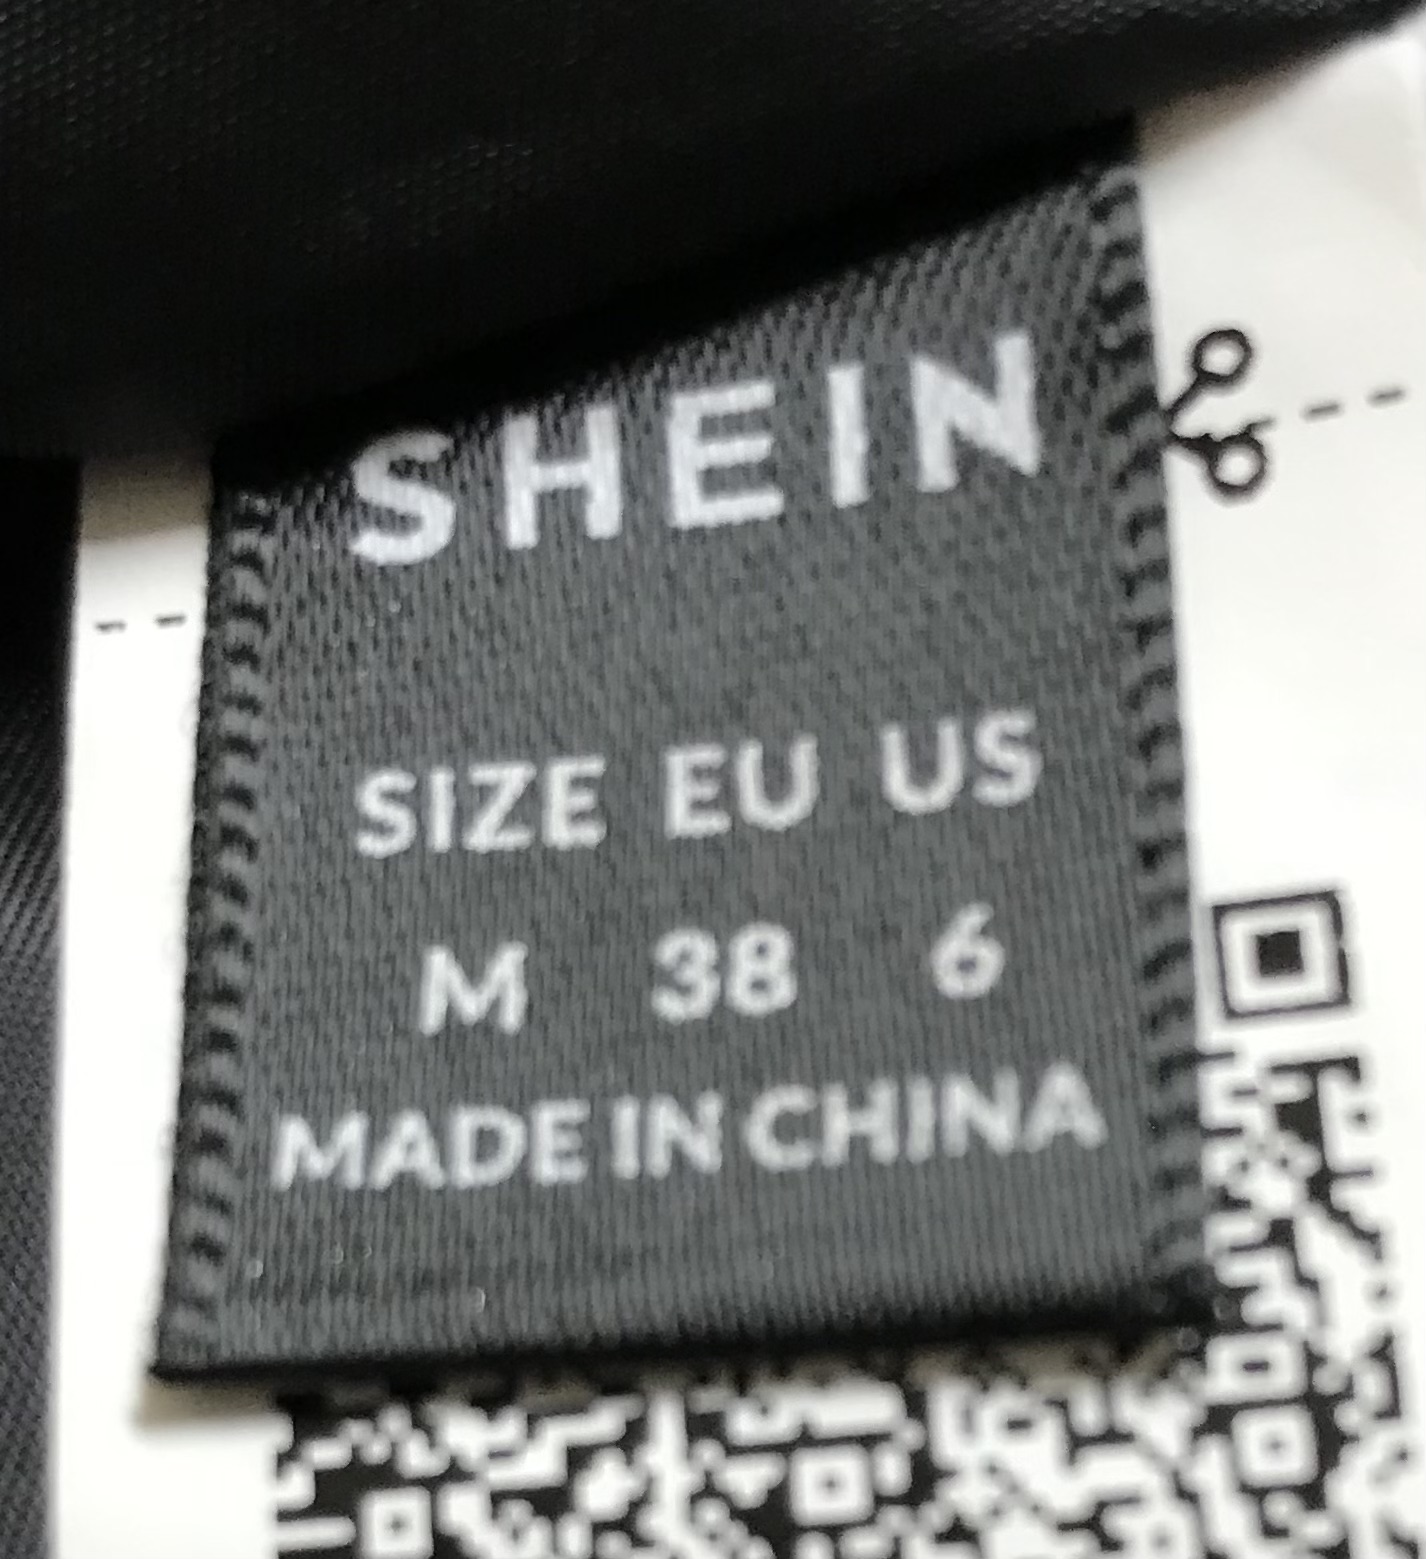 SHEIN
SIZE EU US
M 38 6
MADE IN CHINA